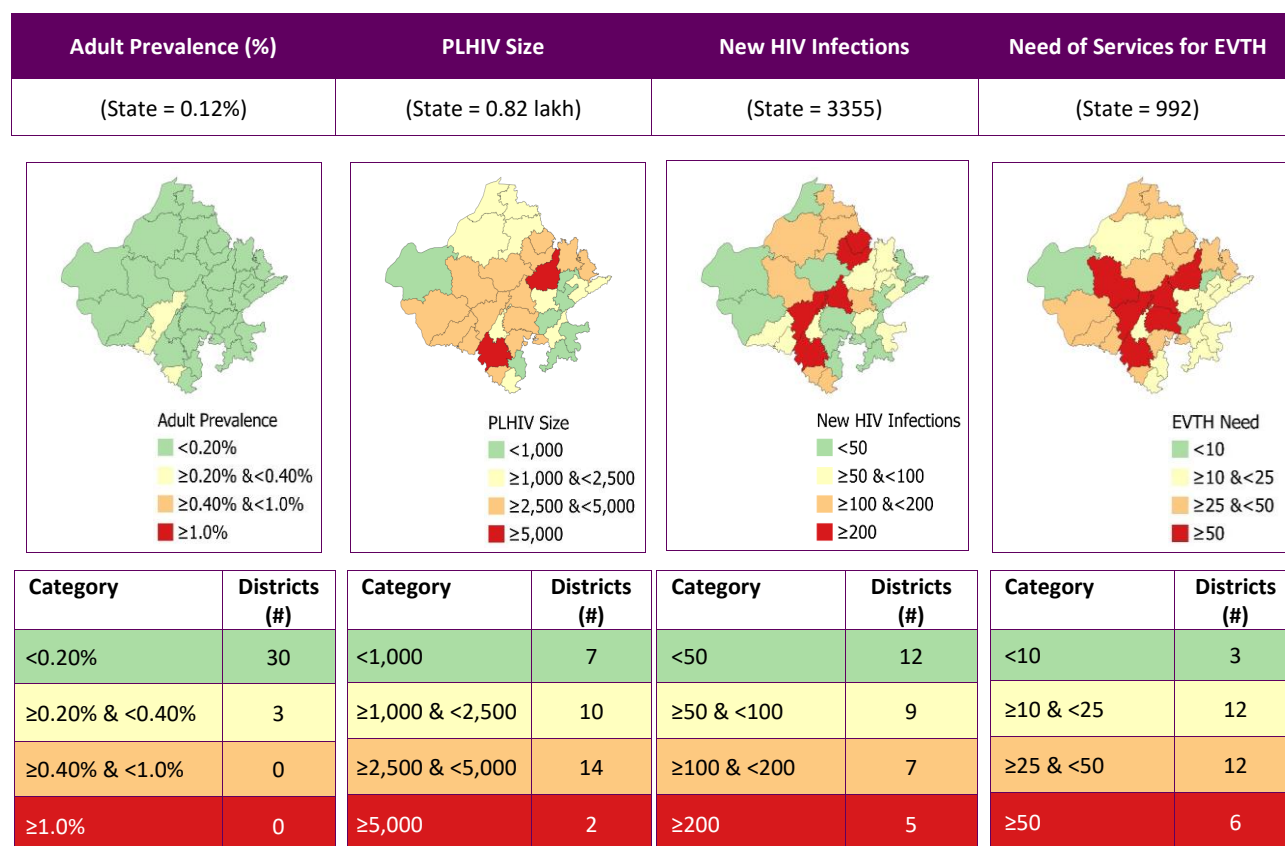 Adult Prevalence (%) PLHIV Size New HIV Infections Need of Services for EVTH
(State = 0.12%) (State = 0.82 lakh) (State = 3355) (State = 992)
Adult Prevalence
<0.20%
≥0.20% &<0.40%
≥0.40% &<1.0%
≥1.0%
PLHIV Size
<1,000
≥1,000 &<2,500
≥2,500 &<5,000
≥5,000
New HIV Infections
<50
≥50 &<100
≥100 &<200
≥200
EVTH Need
<10
≥10 &<25
≥25 &<50
≥50
Category Districts
(#)
<0.20% 30
≥0.20% & <0.40% 3
≥0.40% & <1.0% 0
≥1.0% 0
Category Districts
(#)
<1,000 7
≥1,000 & <2,500 10
≥2,500 & <5,000 14
≥5,000 2
Category Districts
(#)
<50 12
≥50 & <100 9
≥100 & <200 7
≥200 5
Category Districts
(#)
<10 3
≥10 & <25 12
≥25 & <50 12
≥50 6